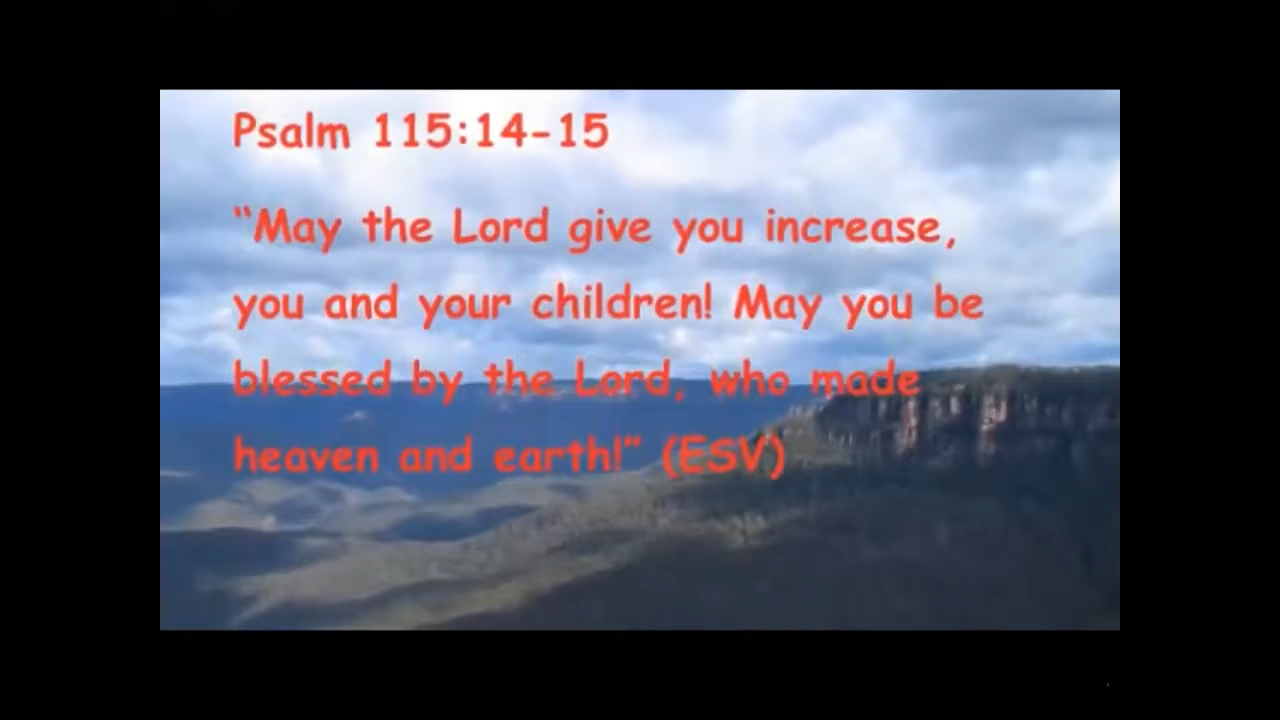 Psalm 115:14-15
“May the Lord give you increase,
you and your children! May you be
blessed by the Lord, who made
heaven and earth!” (ESV)